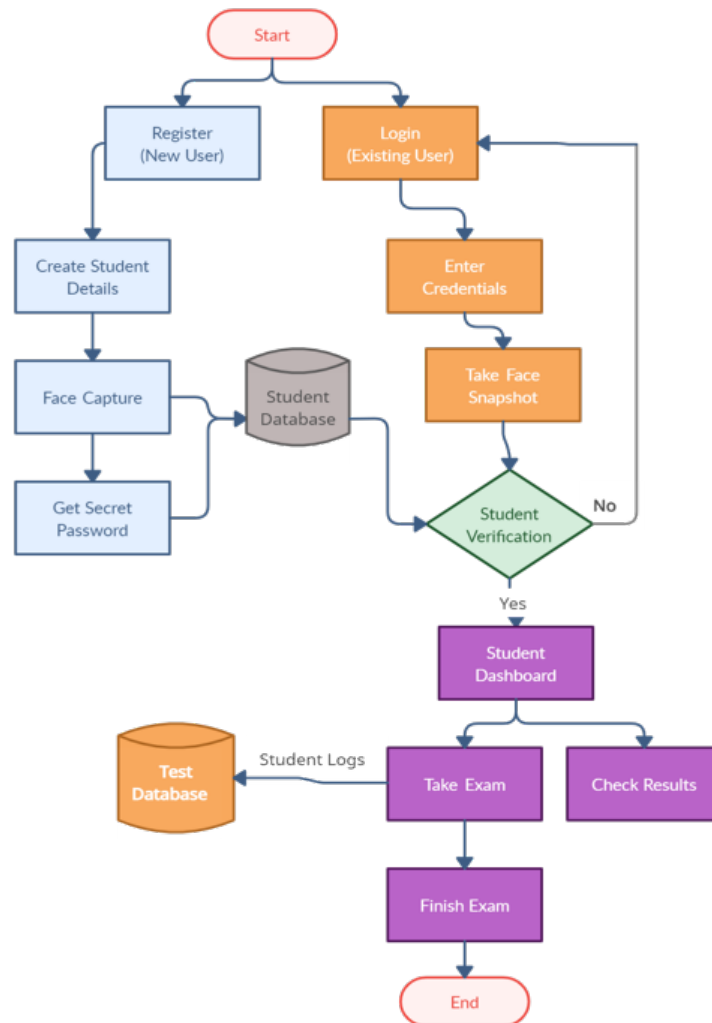 Start
Register
(New User)
Login
(Existing User)
Create Student
Details
Enter
Credentials
Face Capture
Student
Database
Take Face
Snapshot
Get Secret
Password
Student
Verification
No
Yes
Student
Dashboard
Test
Database
Student Logs
Take Exam
Check Results
Finish Exam
End